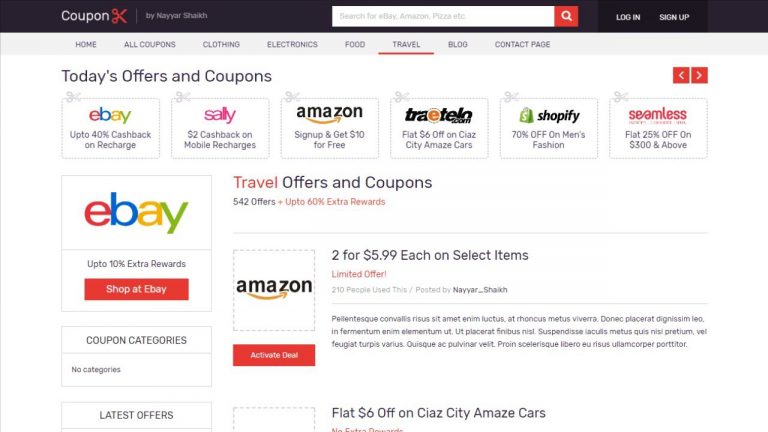 Coupon by Nayyar Shaikh
Search for eBay, Amazon, Pizza etc.
LOG IN SIGN UP
HOME ALL COUPONS CLOTHING ELECTRONICS FOOD TRAVEL BLOG CONTACT PAGE
Today's Offers and Coupons
ebay
Upto 40% Cashback
on Recharge
sally
$2 Cashback on
Mobile Recharges
amazon
Signup & Get $10
for Free
traetelo.com
Flat $6 Off on Ciaz
City Amaze Cars
shopify
70% OFF On Men's
Fashion
seamless
Flat 25% OFF On
$300 & Above
ebay
Upto 10% Extra Rewards
Shop at Ebay
COUPON CATEGORIES
No categories
LATEST OFFERS
Travel Offers and Coupons
542 Offers + Upto 60% Extra Rewards
amazon
Activate Deal
2 for $5.99 Each on Select Items
Limited Offer!
210 People Used This / Posted by Nayyar_Shaikh
Pellentesque convallis risus sit amet enim luctus, at rhoncus metus viverra. Donec placerat dignissim leo,
in fermentum enim elementum ut. Ut placerat finibus nisl. Suspendisse iaculis metus quis nisi pretium, vel
feugiat turpis varius. Quisque ac pulvinar velit. Proin scelerisque libero eu risus ullamcorper porttitor.
Flat $6 Off on Ciaz City Amaze Cars
No Extra Rewards